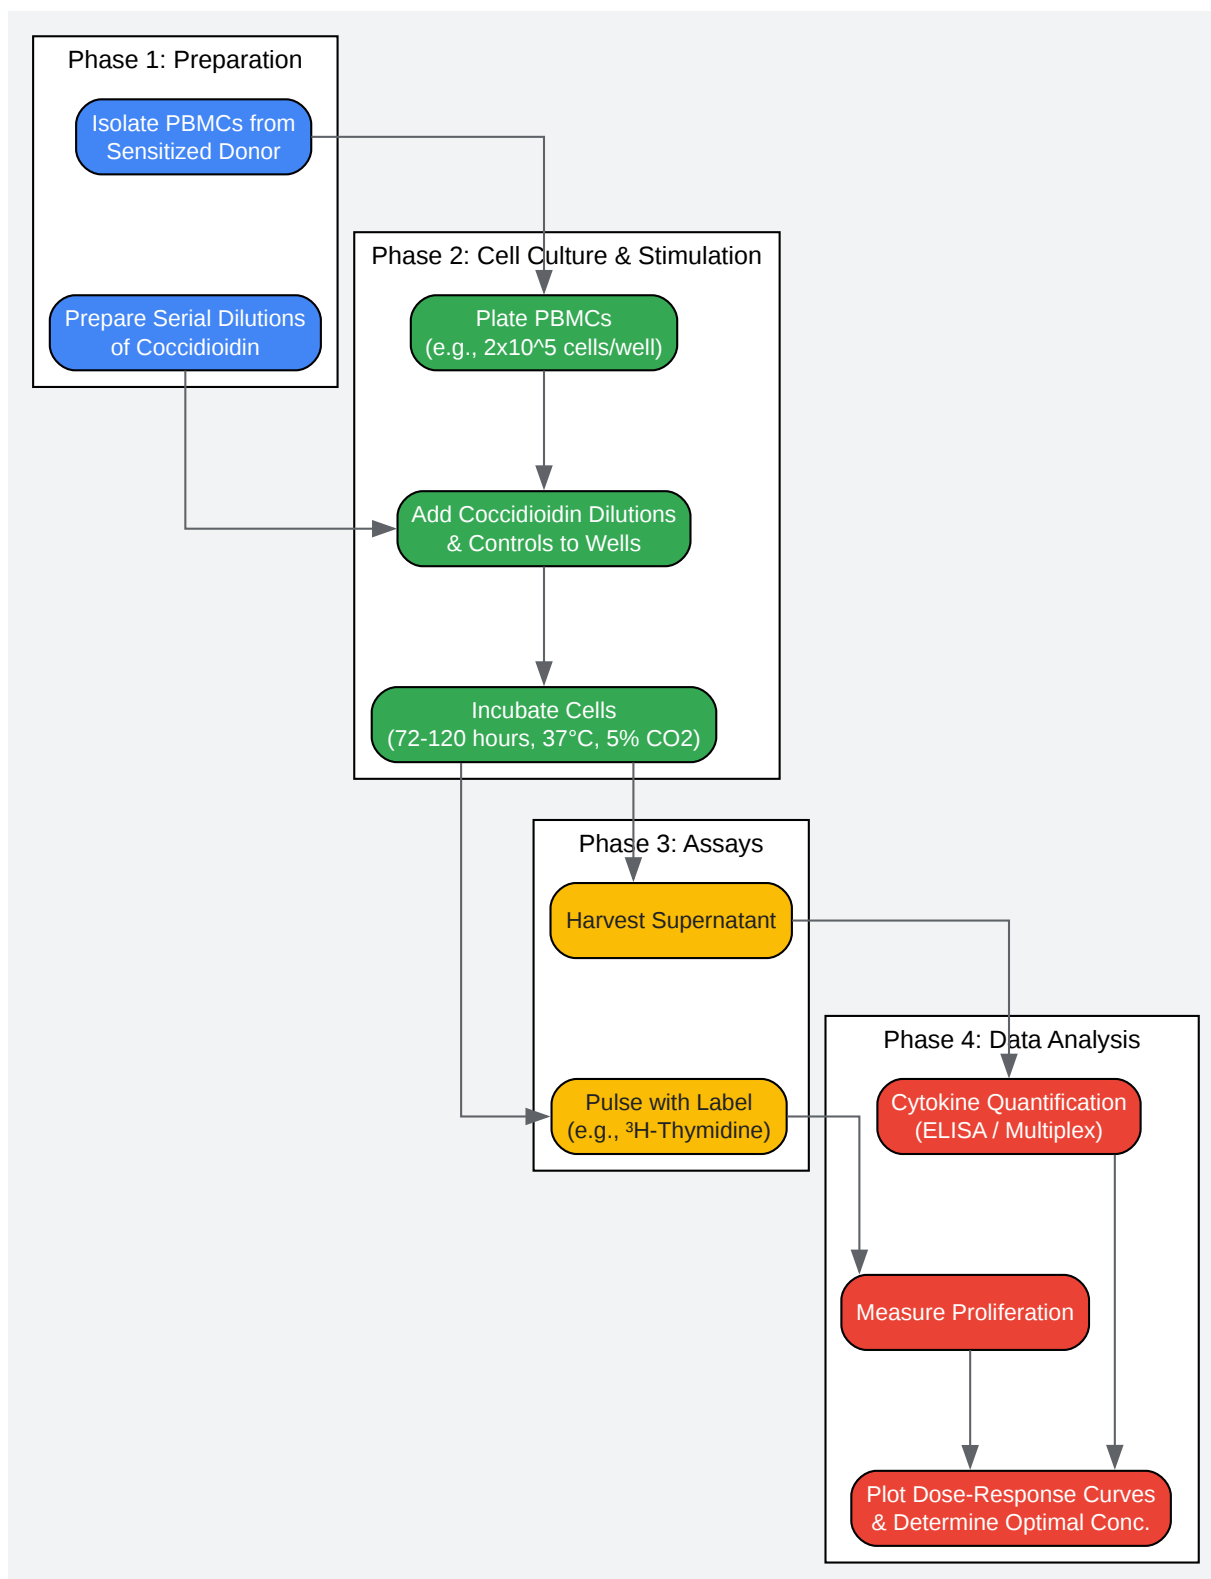 Phase 1: Preparation
Isolate PBMCs from
Sensitized Donor
Prepare Serial Dilutions
of Coccidioidin
Phase 2: Cell Culture & Stimulation
Plate PBMCs
(e.g., 2x10^5 cells/well)
Add Coccidioidin Dilutions
& Controls to Wells
Incubate Cells
(72-120 hours, 37°C, 5% CO2)
Phase 3: Assays
Harvest Supernatant
Pulse with Label
(e.g., ³H-Thymidine)
Phase 4: Data Analysis
Cytokine Quantification
(ELISA / Multiplex)
Measure Proliferation
Plot Dose-Response Curves
& Determine Optimal Conc.